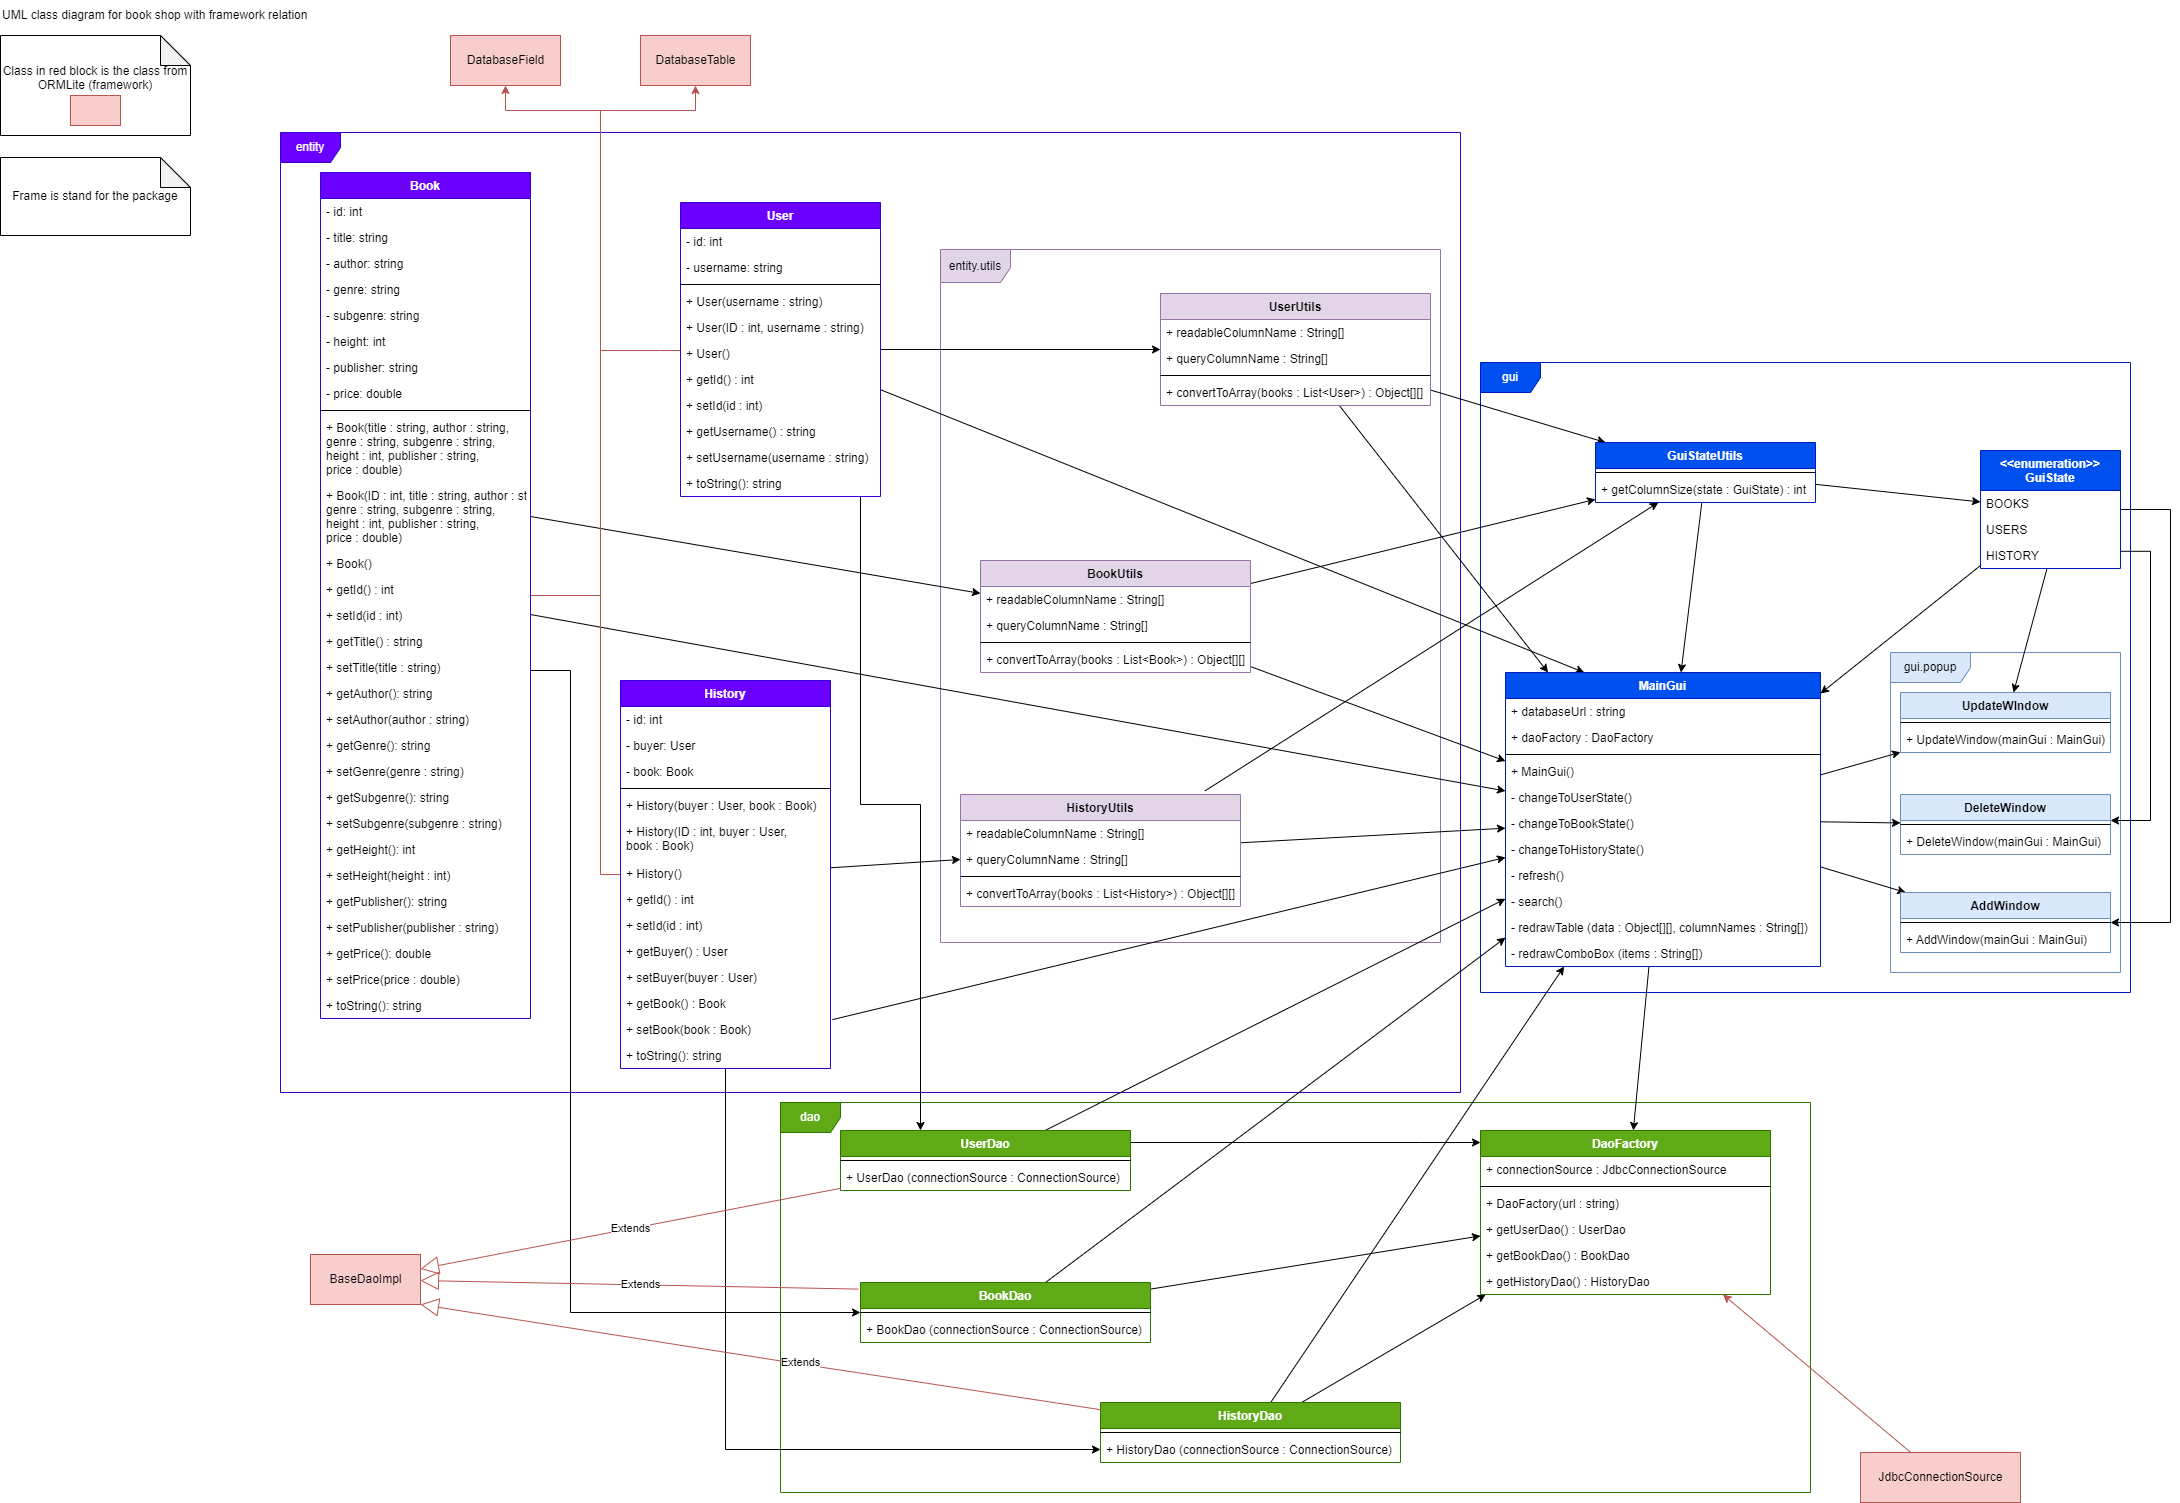 UML class diagram for book shop with framework relation
Class in red block is the class from
ORMLite (framework)
Frame is stand for the package
DatabaseField
DatabaseTable
entity
Book
- id: int
- title: string
- author: string
- genre: string
- subgenre: string
- height: int
- publisher: string
- price: double
+ Book(title : string, author : string,
genre : string, subgenre : string,
height : int, publisher : string,
price : double)
+ Book(ID : int, title : string, author : st
genre : string, subgenre : string,
height : int, publisher : string,
price : double)
+ Book()
+ getId() : int
+ setId(id : int)
+ getTitle() : string
+ setTitle(title : string)
+ getAuthor(): string
+ setAuthor(author : string)
+ getGenre(): string
+ setGenre(genre : string)
+ getSubgenre(): string
+ setSubgenre(subgenre : string)
+ getHeight(): int
+ setHeight(height : int)
+ getPublisher(): string
+ setPublisher(publisher : string)
+ getPrice(): double
+ setPrice(price : double)
+ toString(): string
User
- id: int
- username: string
+ User(username : string)
+ User(ID : int, username : string)
+ User()
+ getId() : int
+ setId(id : int)
+ getUsername() : string
+ setUsername(username : string)
+ toString(): string
History
- id: int
- buyer: User
- book: Book
+ History(buyer : User, book : Book)
+ History(ID : int, buyer : User,
book : Book)
+ History()
+ getId() : int
+ setId(id : int)
+ getBuyer() : User
+ setBuyer(buyer : User)
+ getBook() : Book
+ setBook(book : Book)
+ toString(): string
entity.utils
UserUtils
+ readableColumnName : String[]
+ queryColumnName : String[]
+ convertToArray(books : List<User>) : Object[][]
BookUtils
+ readableColumnName : String[]
+ queryColumnName : String[]
+ convertToArray(books : List<Book>) : Object[][]
HistoryUtils
+ readableColumnName : String[]
+ queryColumnName : String[]
+ convertToArray(books : List<History>) : Object[][]
gui
GuiStateUtils
+ getColumnSize(state : GuiState) : int
<<enumeration>>
GuiState
BOOKS
USERS
HISTORY
MainGui
+ databaseUrl : string
+ daoFactory : DaoFactory
+ MainGui()
- changeToUserState()
- changeToBookState()
- changeToHistoryState()
- refresh()
- search()
- redrawTable (data : Object[][], columnNames : String[])
- redrawComboBox (items : String[])
gui.popup
UpdateWIndow
+ UpdateWindow(mainGui : MainGui)
DeleteWindow
+ DeleteWindow(mainGui : MainGui)
AddWindow
+ AddWindow(mainGui : MainGui)
dao
UserDao
+ UserDao (connectionSource : ConnectionSource)
DaoFactory
+ connectionSource : JdbcConnectionSource
+ DaoFactory(url : string)
+ getUserDao() : UserDao
+ getBookDao() : BookDao
+ getHistoryDao() : HistoryDao
Extends
BaseDaoImpl
Extends
BookDao
+ BookDao (connectionSource : ConnectionSource)
Extends
HistoryDao
+ HistoryDao (connectionSource : ConnectionSource)
JdbcConnectionSource